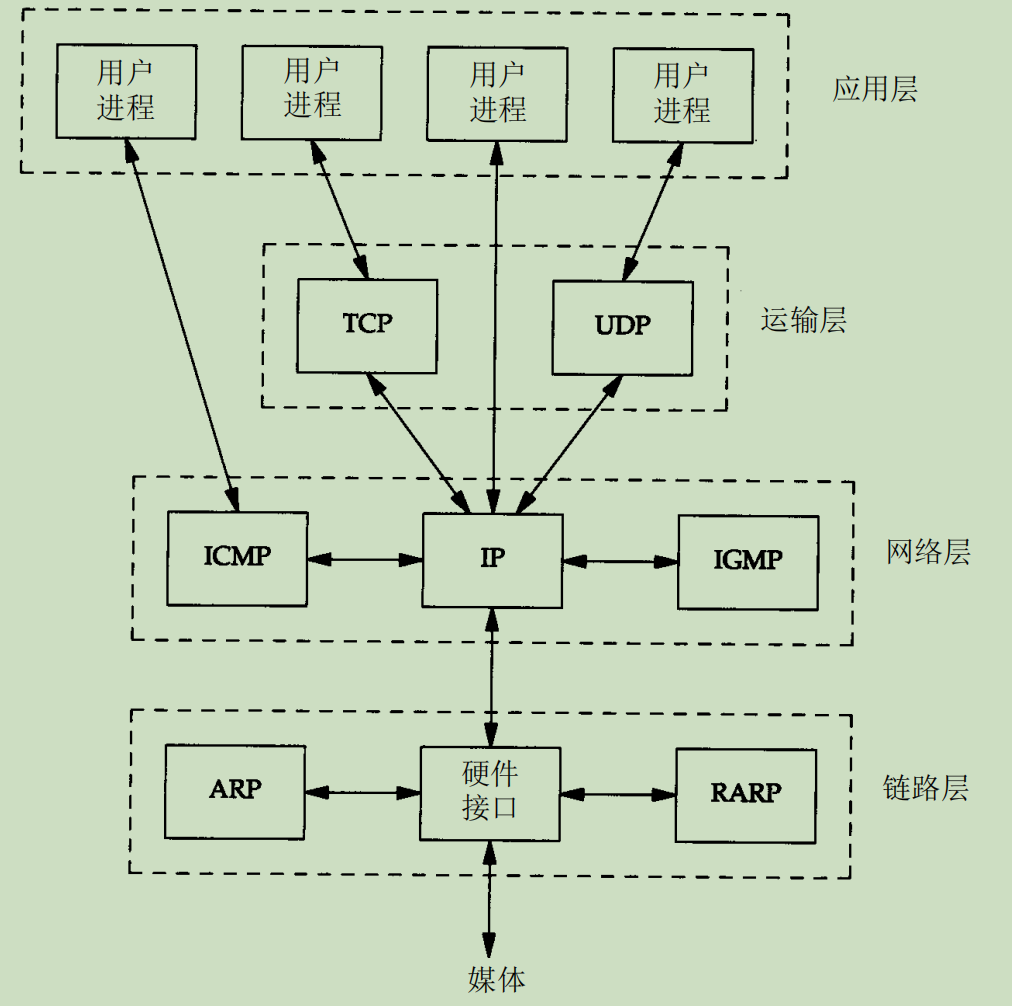 用户
进程
用户
进程
用户
进程
用户
进程
应用层
TCP
UDP
运输层
ICMP
IP
IGMP
网络层
ARP
硬件
接口
RARP
链路层
媒体